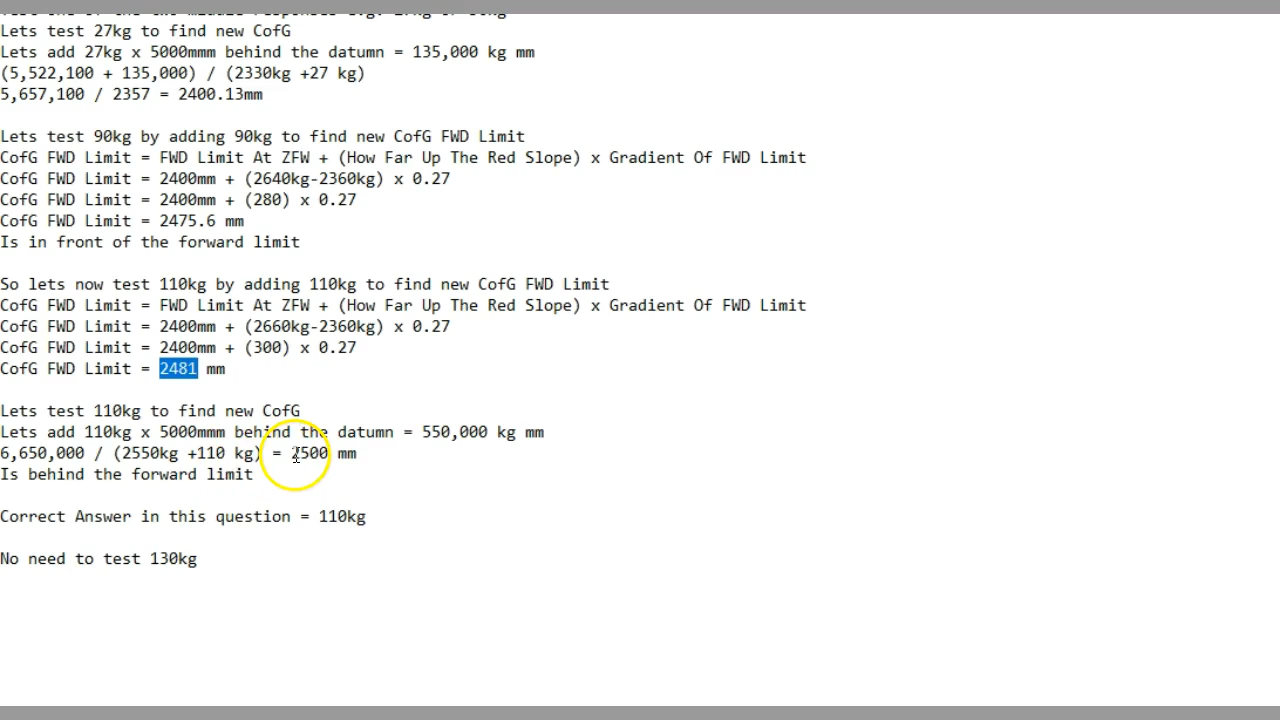 Lets test 27kg to find new CofG
Lets add 27kg x 5000mmm behind the datumn = 135,000 kg mm
(5,522,100 + 135,000) / (2330kg +27 kg)
5,657,100 / 2357 = 2400.13mm
Lets test 90kg by adding 90kg to find new CofG FWD Limit
CofG FWD Limit = FWD Limit At ZFW + (How Far Up The Red Slope) x Gradient Of FWD Limit
CofG FWD Limit = 2400mm + (2640kg-2360kg) x 0.27
CofG FWD Limit = 2400mm + (280) x 0.27
CofG FWD Limit = 2475.6 mm
Is in front of the forward limit
So lets now test 110kg by adding 110kg to find new CofG FWD Limit
CofG FWD Limit = FWD Limit At ZFW + (How Far Up The Red Slope) x Gradient Of FWD Limit
CofG FWD Limit = 2400mm + (2660kg-2360kg) x 0.27
CofG FWD Limit = 2400mm + (300) x 0.27
CofG FWD Limit = 2481 mm
Lets test 110kg to find new CofG
Lets add 110kg x 5000mmm behind the datumn = 550,000 kg mm
6,650,000 / (2550kg +110 kg) = 2500 mm
Is behind the forward limit
Correct Answer in this question = 110kg
No need to test 130kg